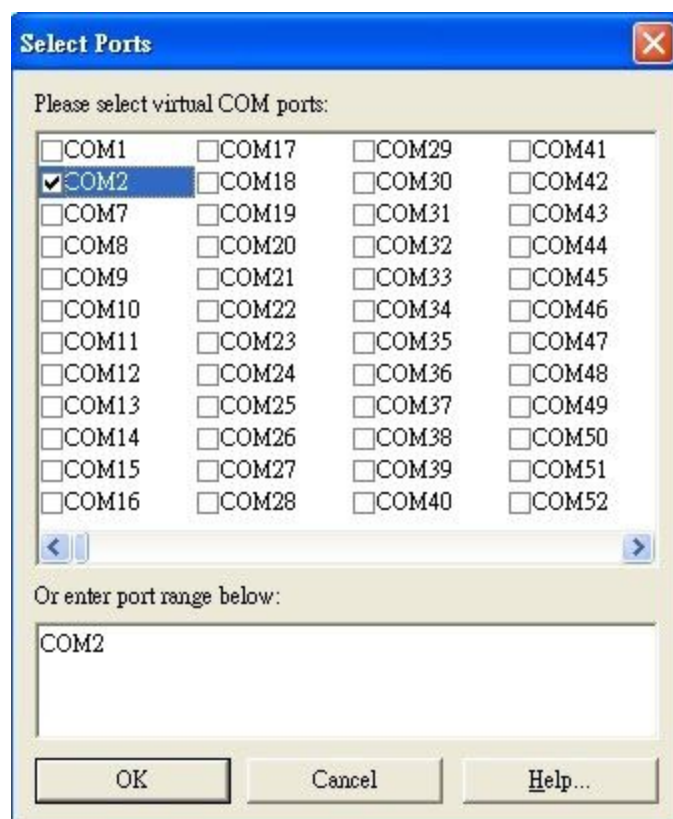 Select Ports
Please select virtual COM ports:
COM1 COM17 COM29 COM41
COM2 COM18 COM30 COM42
COM7 COM19 COM31 COM43
COM8 COM20 COM32 COM44
COM9 COM21 COM33 COM45
COM10 COM22 COM34 COM46
COM11 COM23 COM35 COM47
COM12 COM24 COM36 COM48
COM13 COM25 COM37 COM49
COM14 COM26 COM38 COM50
COM15 COM27 COM39 COM51
COM16 COM28 COM40 COM52
Or enter port range below:
COM2
OK Cancel Help...